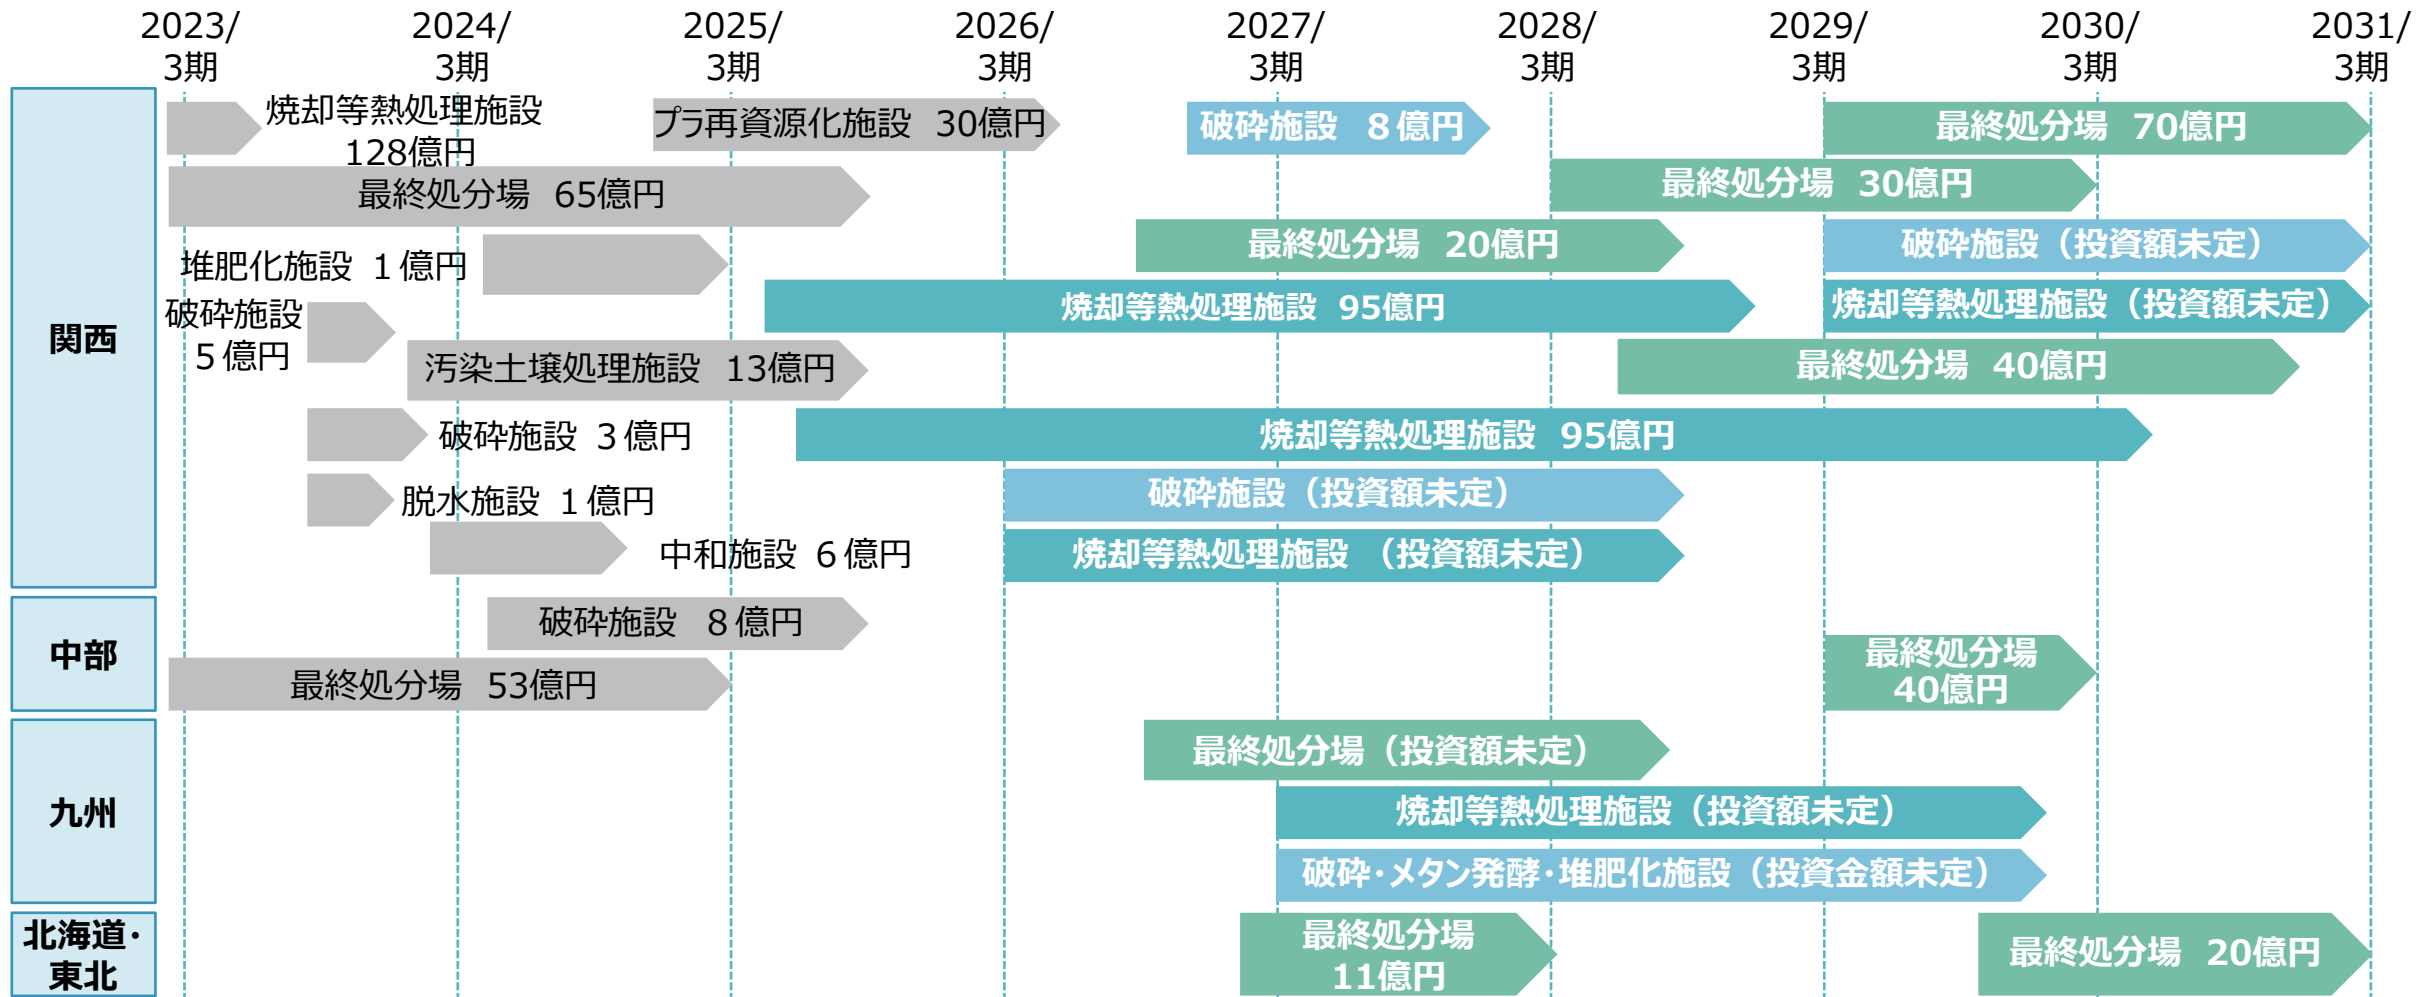 2023/
3期
2024/
3期
2025/
3期
2026/
3期
2027/
3期
2028/
3期
2029/
3期
2030/
3期
2031/
3期
関西
焼却等熱処理施設
128億円
プラ再資源化施設 30億円
破砕施設 8億円
最終処分場 70億円
最終処分場 65億円
最終処分場 30億円
堆肥化施設 1億円
最終処分場 20億円
破砕施設（投資額未定）
破砕施設
5億円
焼却等熱処理施設 95億円
焼却等熱処理施設（投資額未定）
汚染土壌処理施設 13億円
最終処分場 40億円
破砕施設 3億円
焼却等熱処理施設 95億円
脱水施設 1億円
破砕施設（投資額未定）
中和施設 6億円
焼却等熱処理施設 （投資額未定）
中部
破砕施設 8億円
最終処分場 53億円
最終処分場
40億円
九州
最終処分場（投資額未定）
焼却等熱処理施設（投資額未定）
破砕・メタン発酵・堆肥化施設（投資金額未定）
北海道・
東北
最終処分場
11億円
最終処分場 20億円